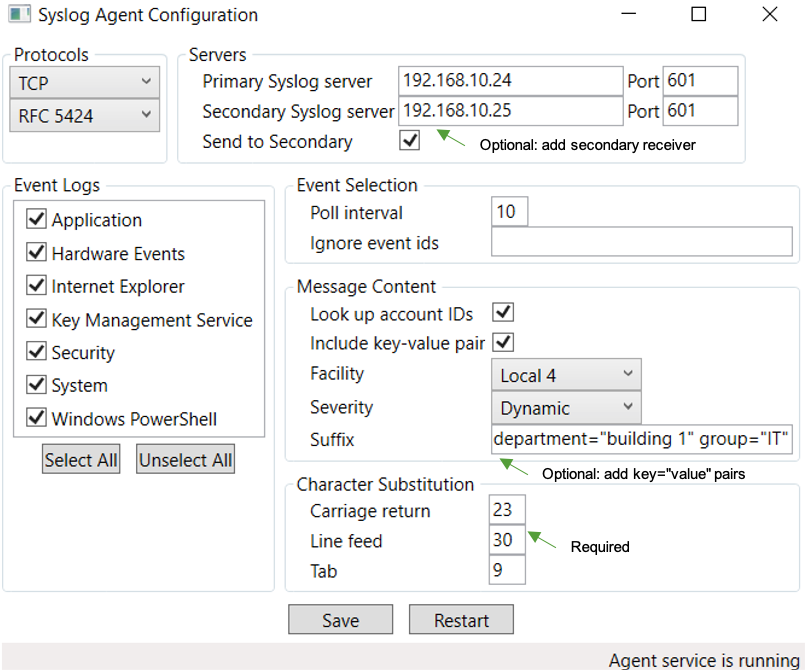 Syslog Agent Configuration
Protocols
TCP
RFC 5424
Servers
Primary Syslog server 192.168.10.24 Port 601
Secondary Syslog server 192.168.10.25 Port 601
Send to Secondary
Optional: add secondary receiver
Event Logs
Application
Hardware Events
Internet Explorer
Key Management Service
Security
System
Windows PowerShell
Select All Unselect All
Event Selection
Poll interval 10
Ignore event ids
Message Content
Look up account IDs
Include key-value pair
Facility Local 4
Severity Dynamic
Suffix department="building 1" group="IT"
Optional: add key="value" pairs
Character Substitution
Carriage return 23
Line feed 30
Required
Tab 9
Save Restart
Agent service is running